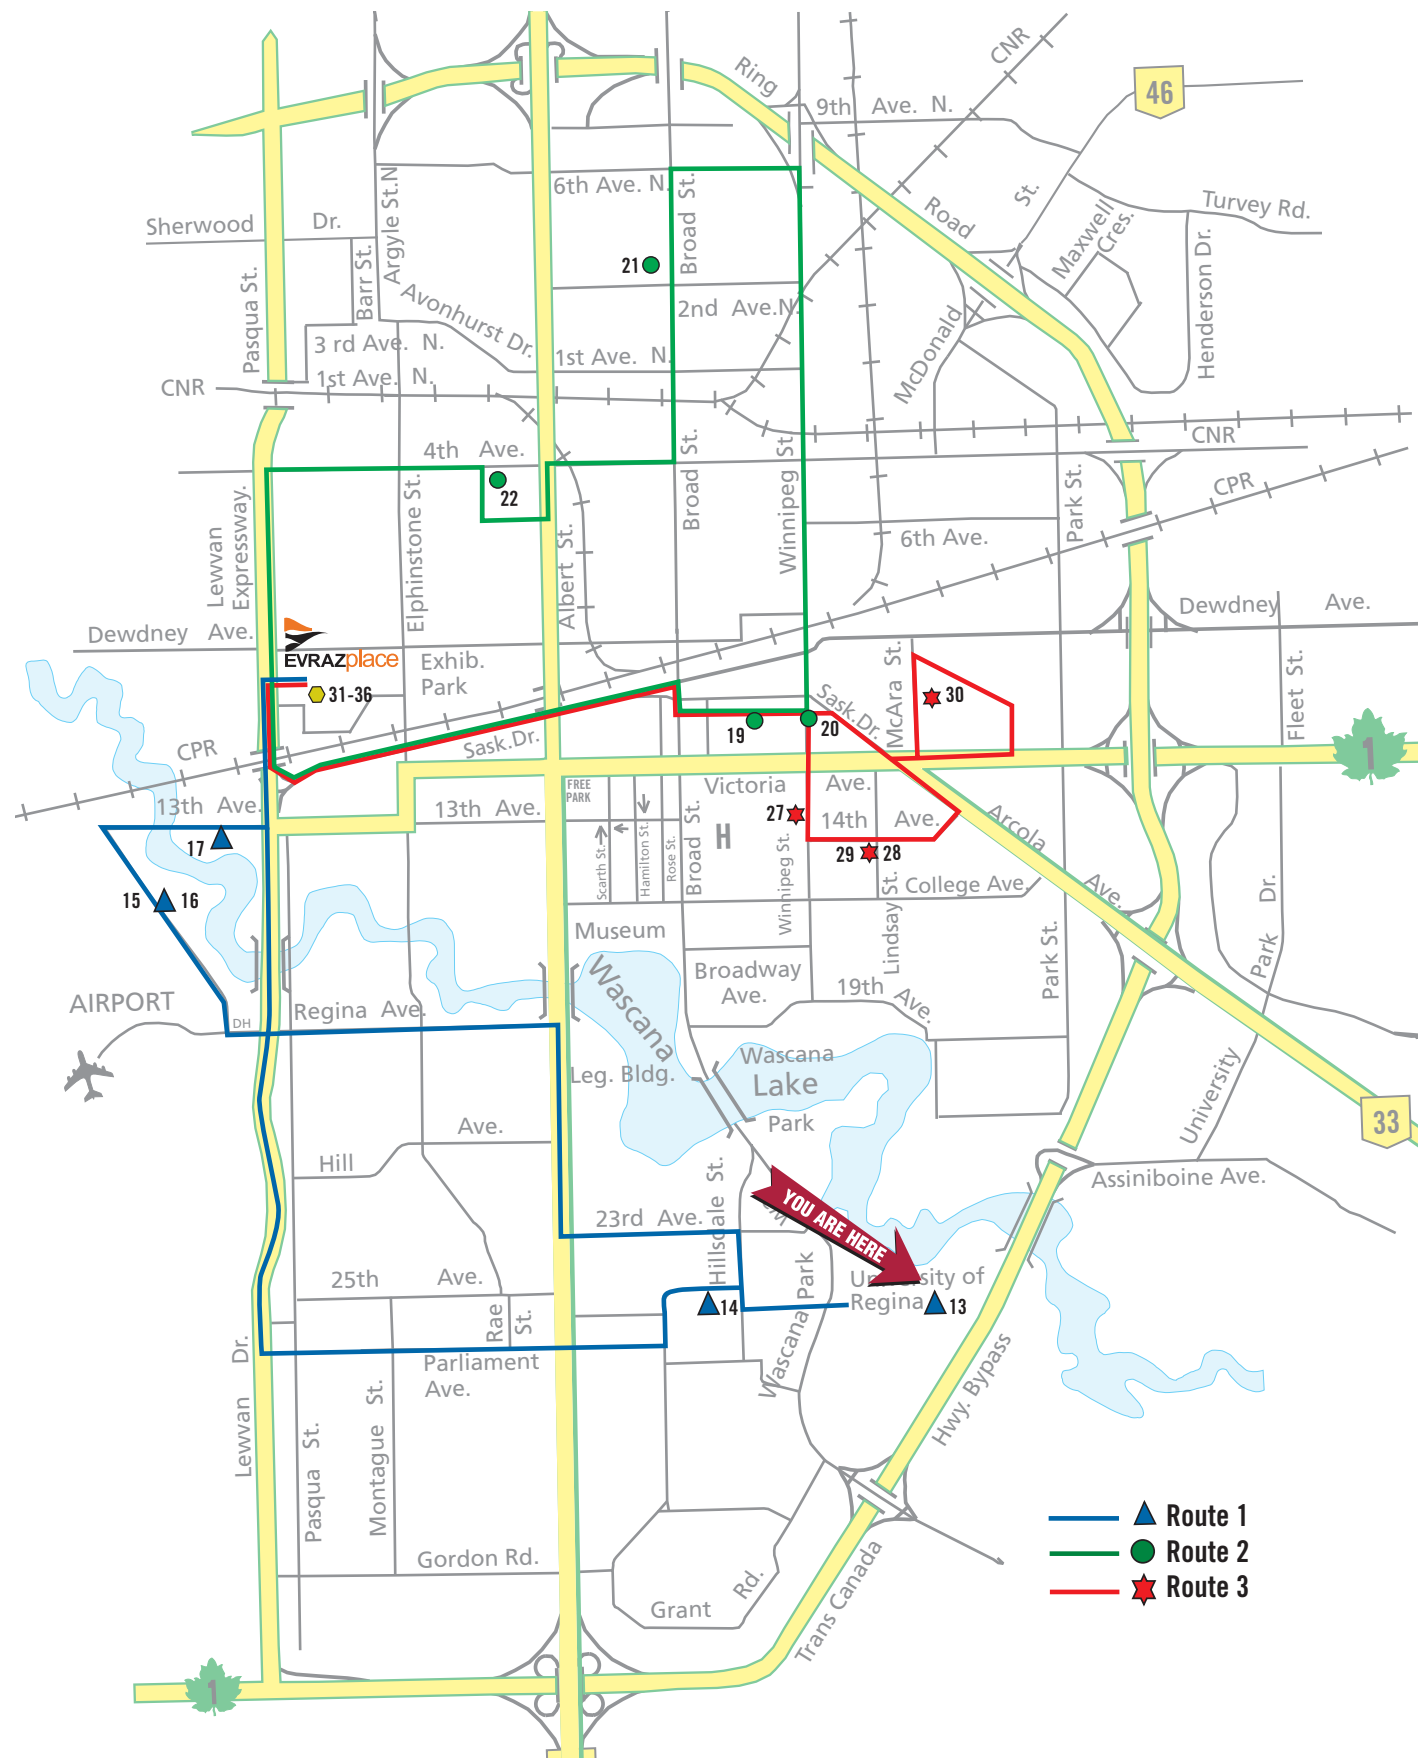 Ring
CNR
46
9th Ave. N.
6th Ave. N.
Broad St.
Argyle St.N
St.
Road
Maxwell
Cres.
Turvey Rd.
Sherwood Dr.
Barr St.
Pasqua St.
21
2nd Ave.N.
Henderson Dr.
Avonhurst Dr.
McDonald
3 rd Ave. N.
1st Ave. N.
1st Ave. N.
CNR
CNR
4th Ave.
22
Broad St.
Winnipeg St.
Park St.
CPR
Lewvan
Expressway.
Elphinstone St.
Albert St.
6th Ave.
Dewdney Ave.
Dewdney Ave.
EVRAZplace
Exhib.
Park
31-36
McAra St.
30
Fleet St.
CPR
Sask.Dr.
Sask.Dr.
19
20
1
13th Ave.
13th Ave.
FREE
PARK
Victoria Ave.
14th Ave.
27
29
28
H
Scarth St.
Hamilton St.
Rose St.
Broad St.
Winnipeg St.
Lindsay St.
College Ave.
Arcola Ave.
17
15
16
Museum
Broadway
Ave.
19th Ave.
Park St.
Park Dr.
AIRPORT
DH
Regina Ave.
Wascana
Leg. Bldg.
Wascana
Lake
Park
University
33
Ave.
Hill
Assiniboine Ave.
YOU ARE HERE
23rd Ave.
Hillsdale St.
Wascana Park
25th Ave.
University of
Regina
13
14
Rae St.
Parliament
Ave.
Lewvan Dr.
Pasqua St.
Montague St.
Hwy. Bypass
Gordon Rd.
Grant Rd.
Trans Canada
Route 1
Route 2
Route 3
1